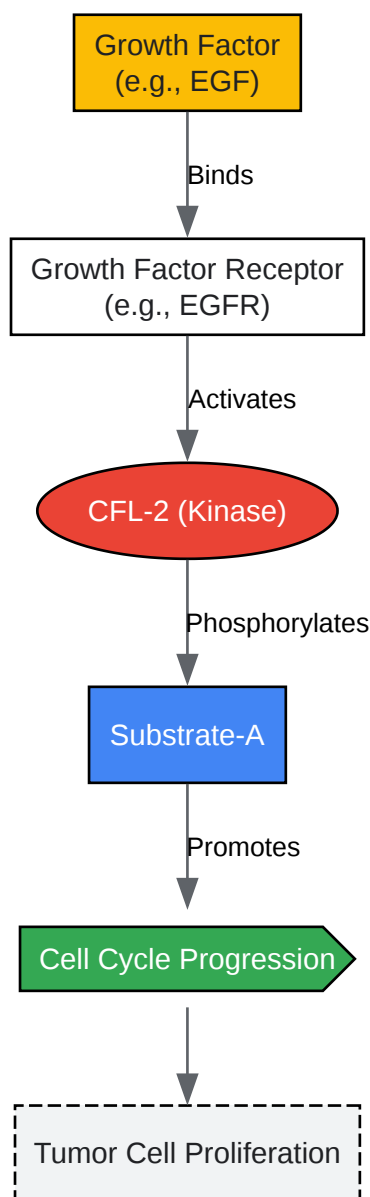 Growth Factor
(e.g., EGF)
Binds
Growth Factor Receptor
(e.g., EGFR)
Activates
CFL-2 (Kinase)
Phosphorylates
Substrate-A
Promotes
Cell Cycle Progression
Tumor Cell Proliferation